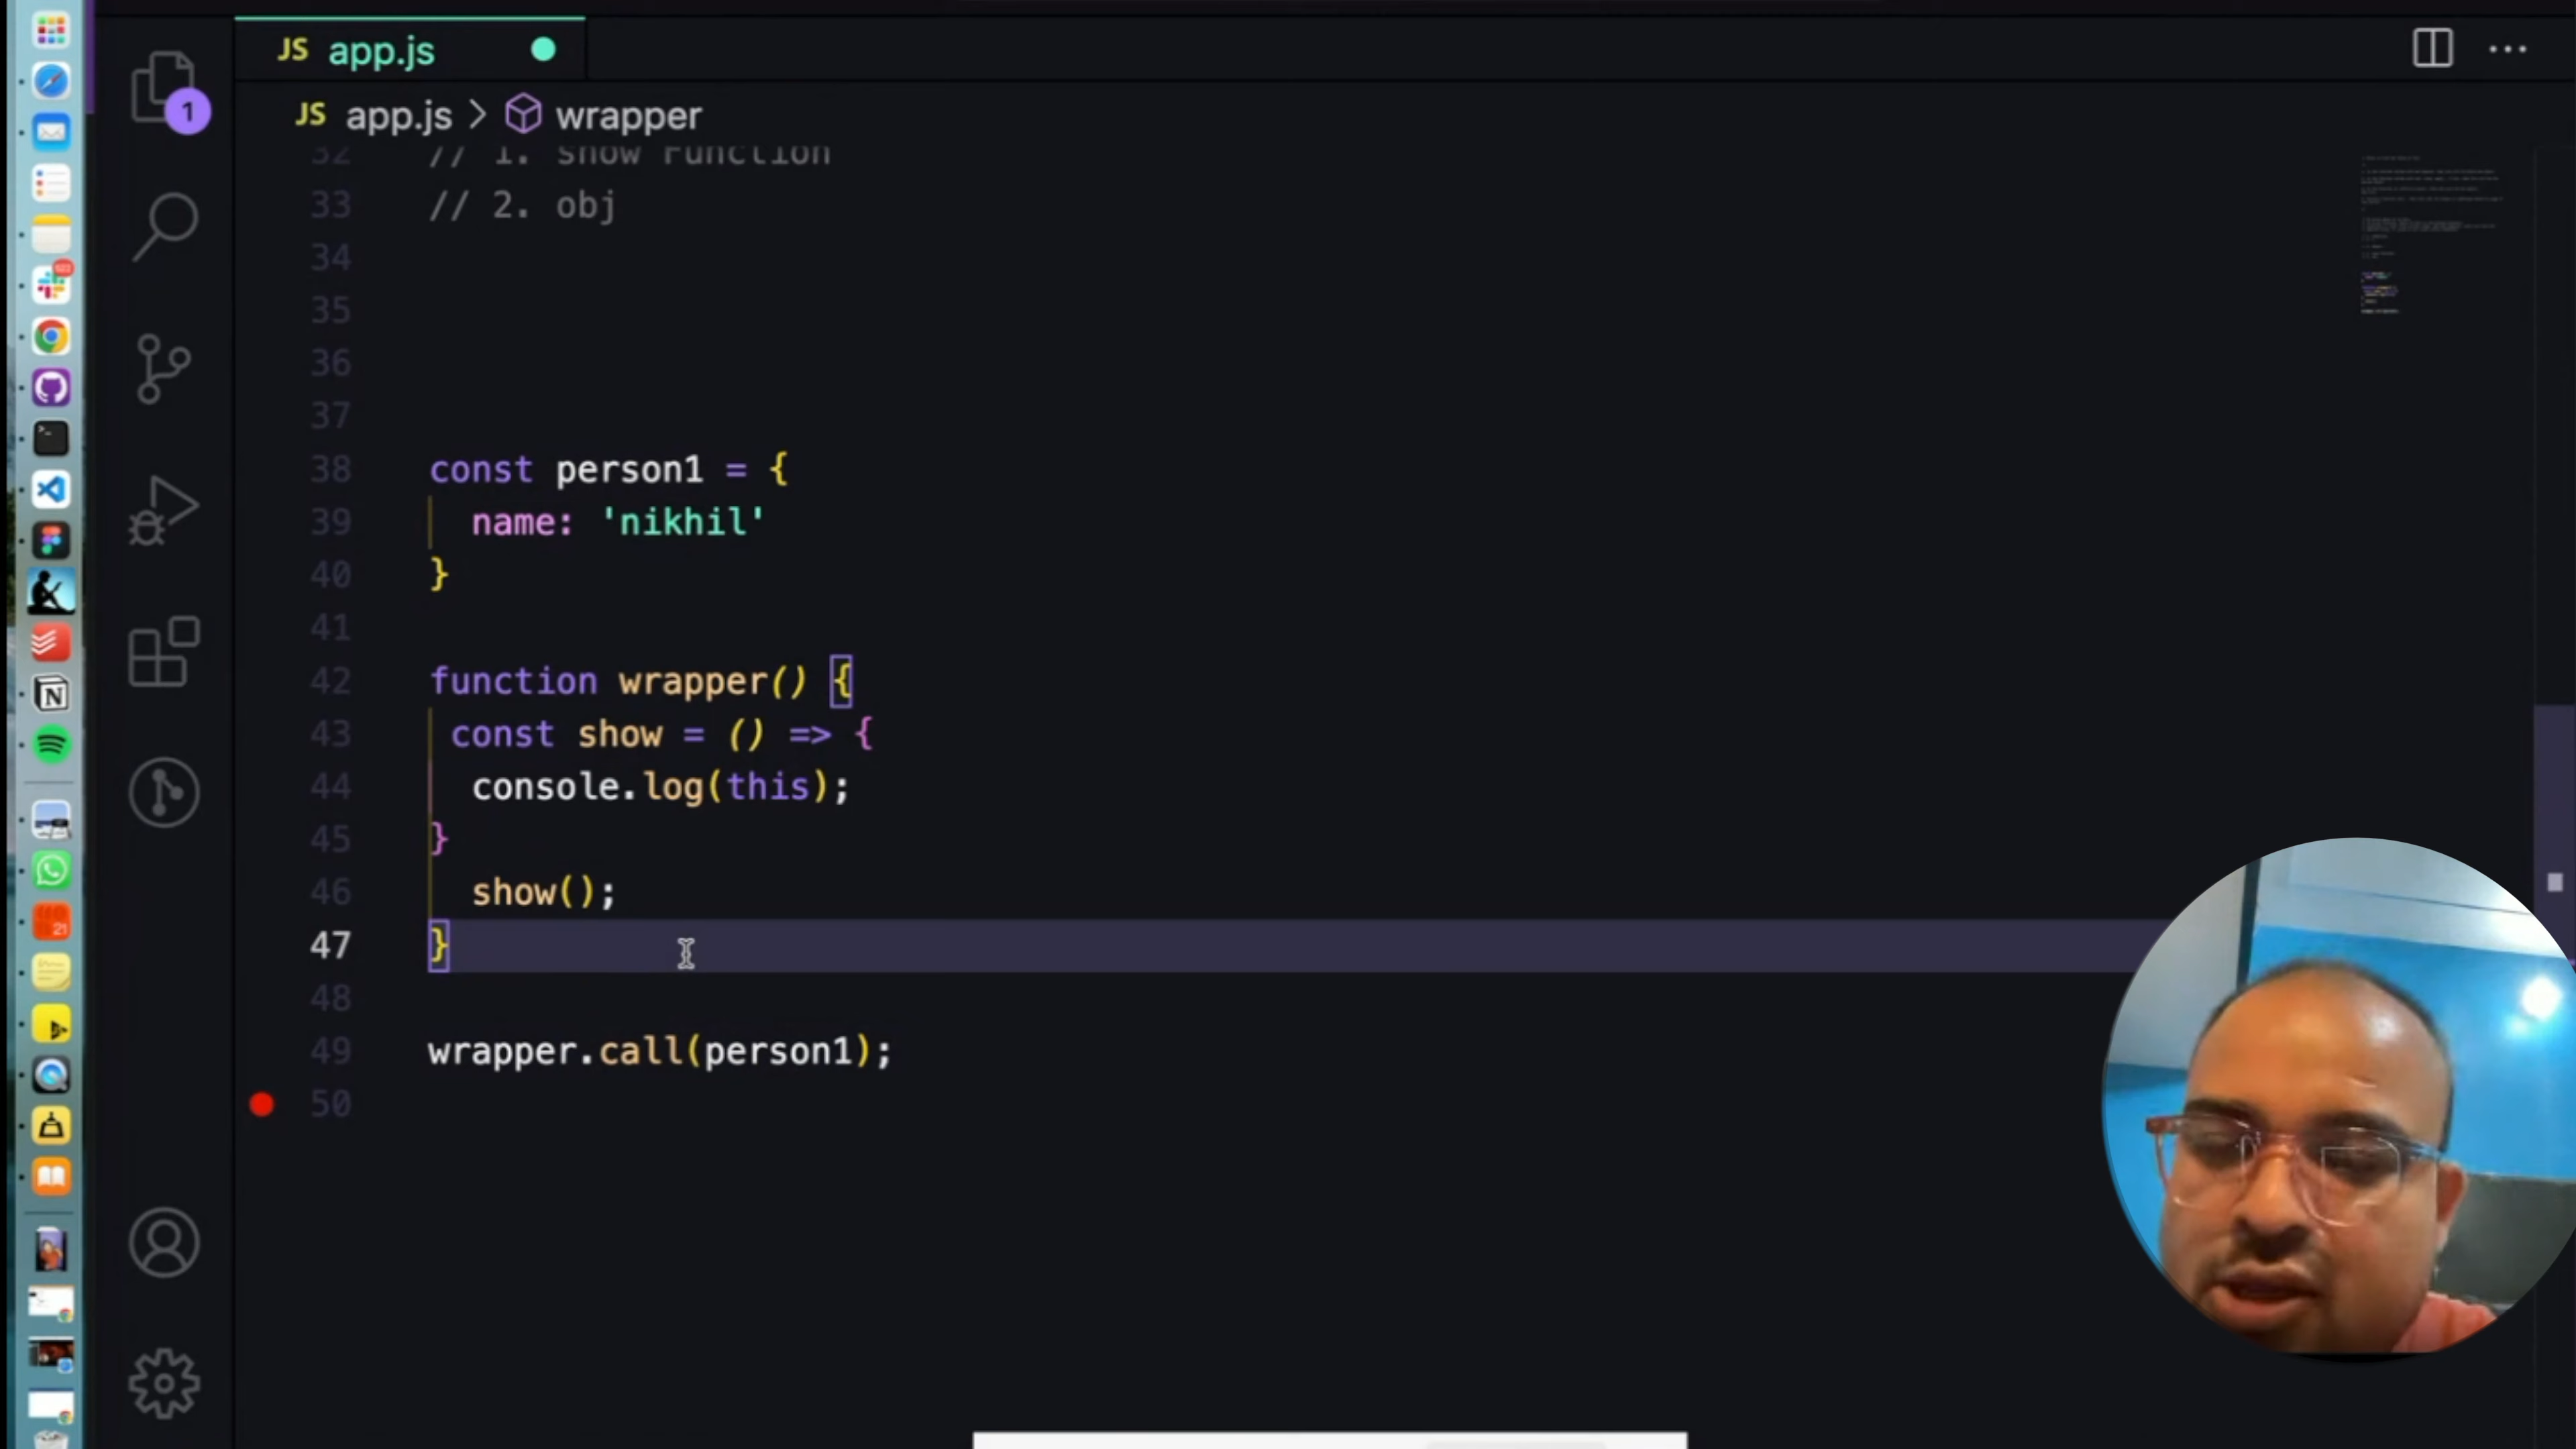 JS app.js
1
JS app.js > wrapper
32 // 1. Show Function
33 // 2. obj
34
35
36
37
38 const person1 = {
39 name: 'nikhil'
40 }
41
42 function wrapper() {
43 const show = () => {
44 console.log(this);
45 }
46 show();
47 }
48
49 wrapper.call(person1);
50
21